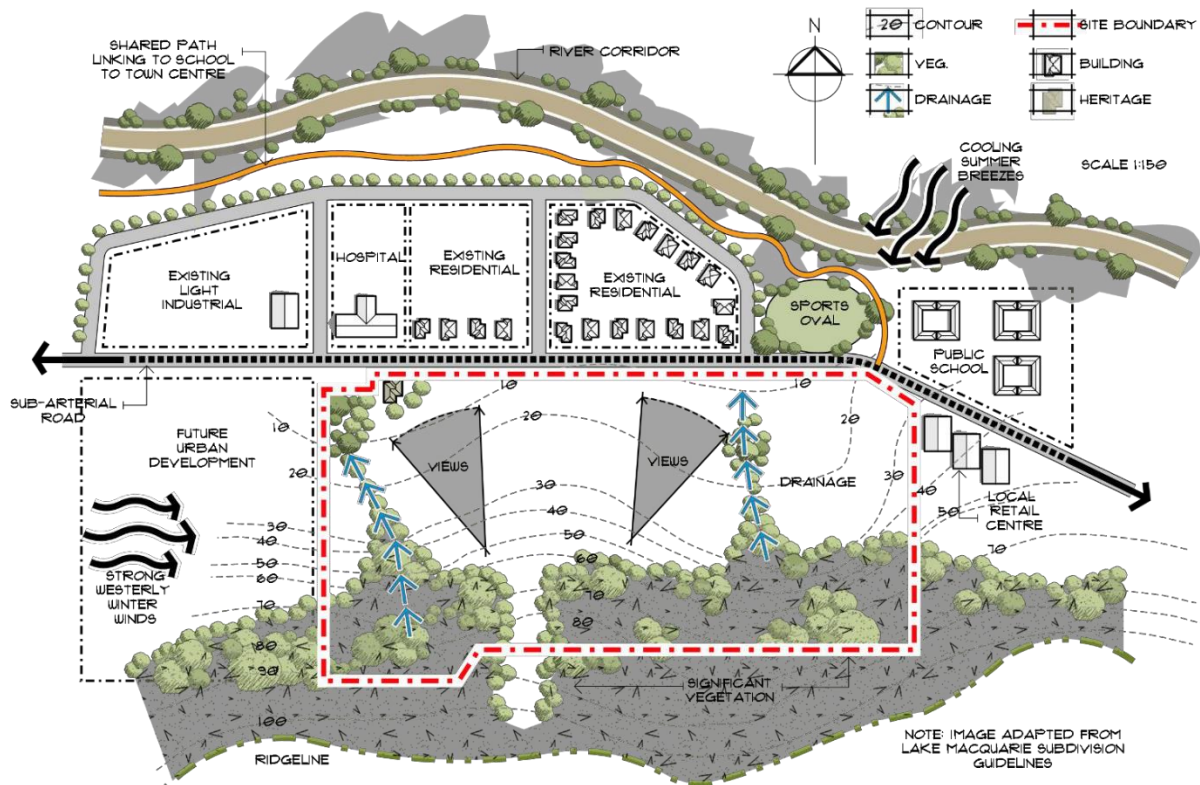 SHARED PATH
LINKING TO SCHOOL
TO TOWN CENTRE
RIVER CORRIDOR
N
20 CONTOUR
SITE BOUNDARY
VEG.
BUILDING
DRAINAGE
HERITAGE
COOLING
SUMMER
BREEZES
SCALE 1:150
EXISTING
LIGHT
INDUSTRIAL
HOSPITAL
EXISTING
RESIDENTIAL
EXISTING
RESIDENTIAL
SPORTS
OVAL
PUBLIC
SCHOOL
SUB-ARTERIAL
ROAD
FUTURE
URBAN
DEVELOPMENT
10
20
30
40
50
60
70
80
90
100
STRONG
WESTERLY
WINTER
WINDS
10
20
30
40
50
60
70
80
VIEWS
VIEWS
10
20
30
40
50
70
DRAINAGE
LOCAL
RETAIL
CENTRE
SIGNIFICANT
VEGETATION
RIDGELINE
NOTE: IMAGE ADAPTED FROM
LAKE MACQUARIE SUBDIVISION
GUIDELINES